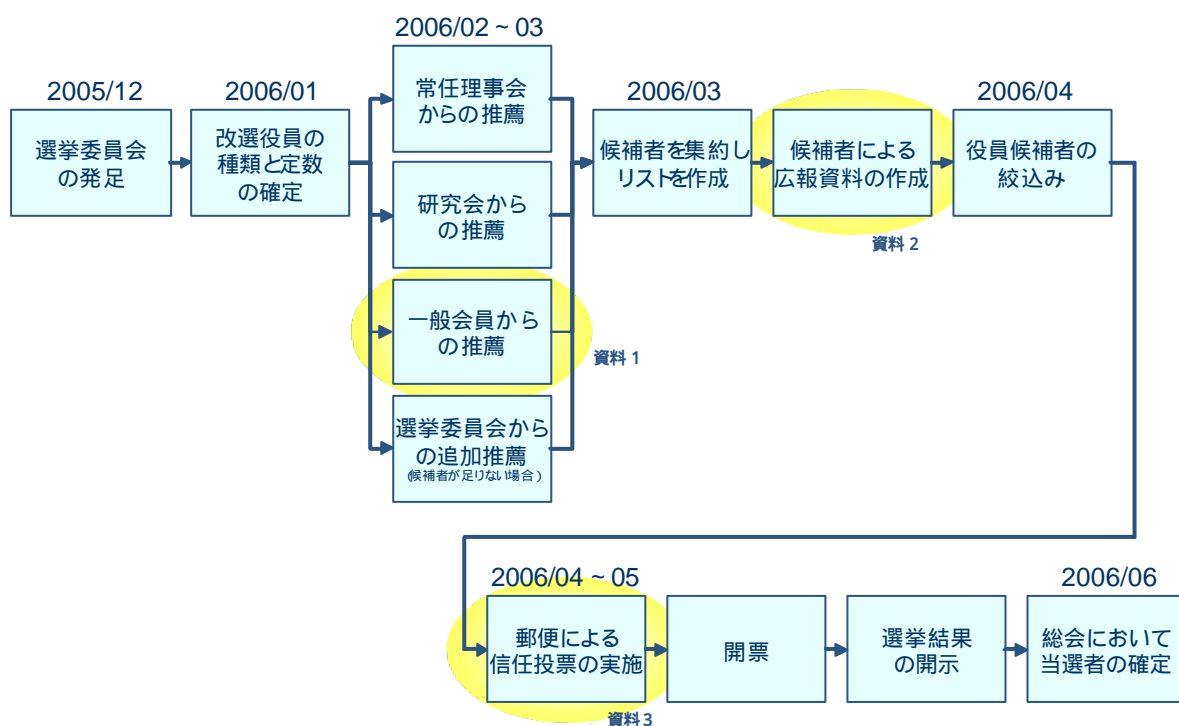 2005/12
選挙委員会
の発足
2006/01
改選役員の
種類と定数
の確定
2006/02 ~ 03
常任理事会
からの推薦
研究会から
の推薦
一般会員から
の推薦
資料 1
選挙委員会から
の追加推薦
(候補者が足りない場合)
2006/03
候補者を集約し
リストを作成
候補者による
広報資料の作成
資料 2
2006/04
役員候補者の
絞込み
2006/04 ~ 05
郵便による
信任投票の実施
資料 3
開票
選挙結果
の開示
2006/06
総会において
当選者の確定